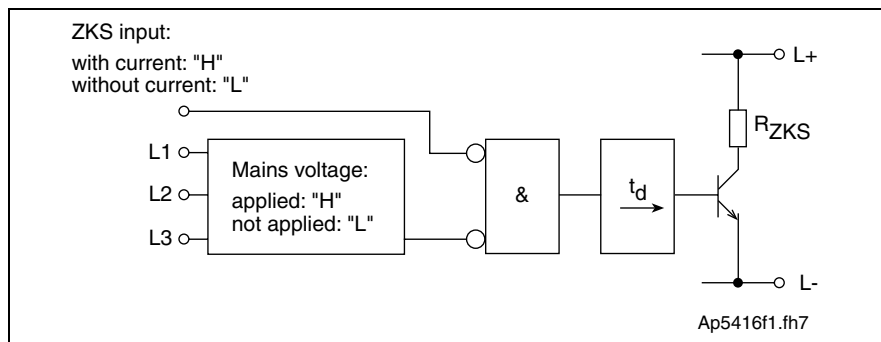 ZKS input:
with current: "H"
without current: "L"
L1
L2
L3
Mains voltage:
applied: "H"
not applied: "L"
&
td
L+
RZKS
L-
Ap5416f1.fh7